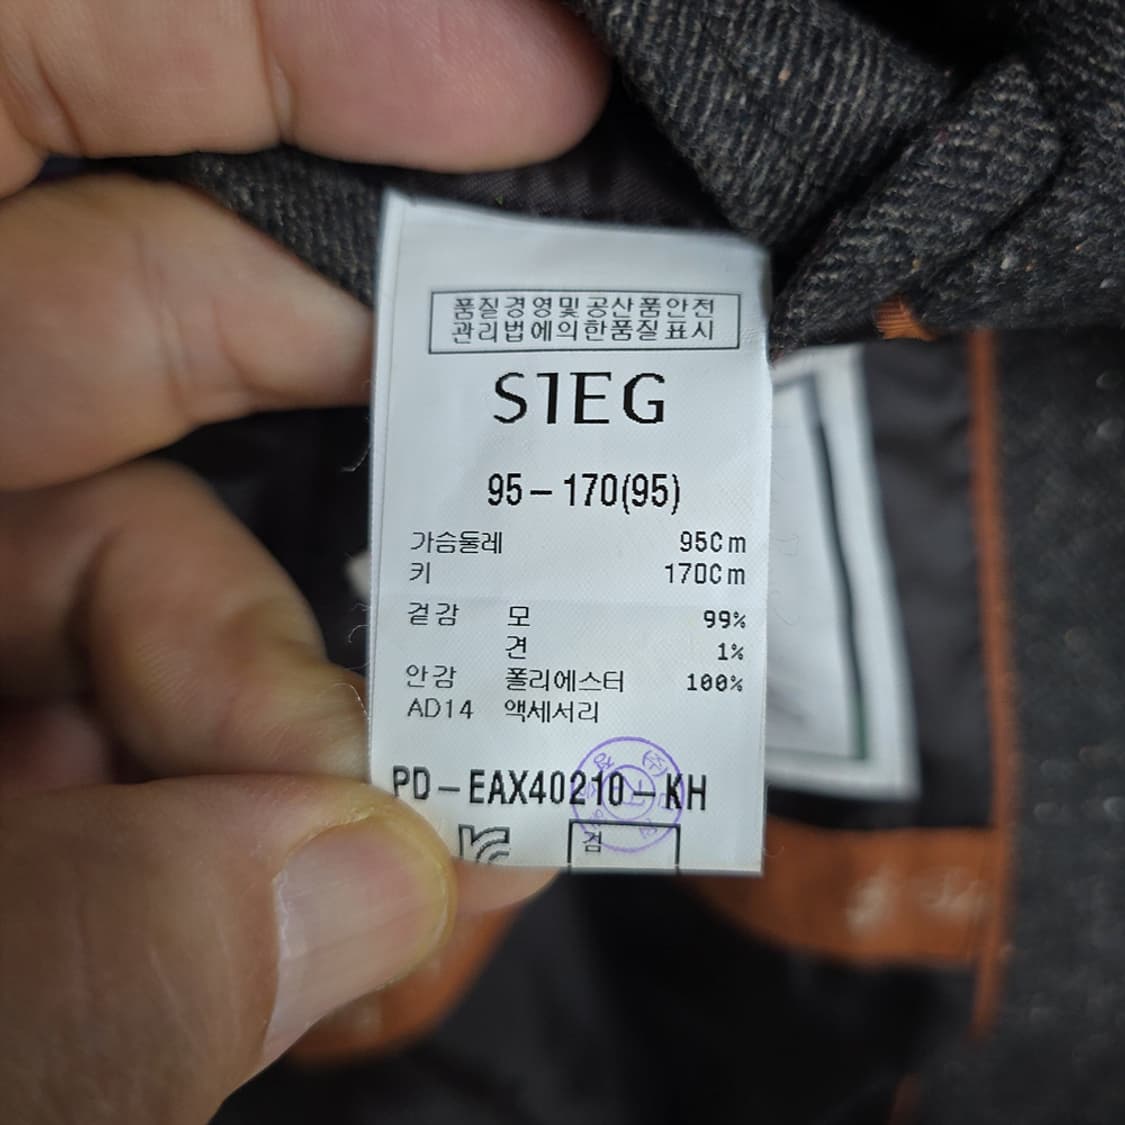 품질경영및공산품안전
관리법에의한품질표시
SIEG
95-170(95)
가슴둘레 95Cm
키 170Cm
겉감 모 99%
견 1%
안감 폴리에스터 100%
AD14 액세서리
PD-EAX40210-KH
검